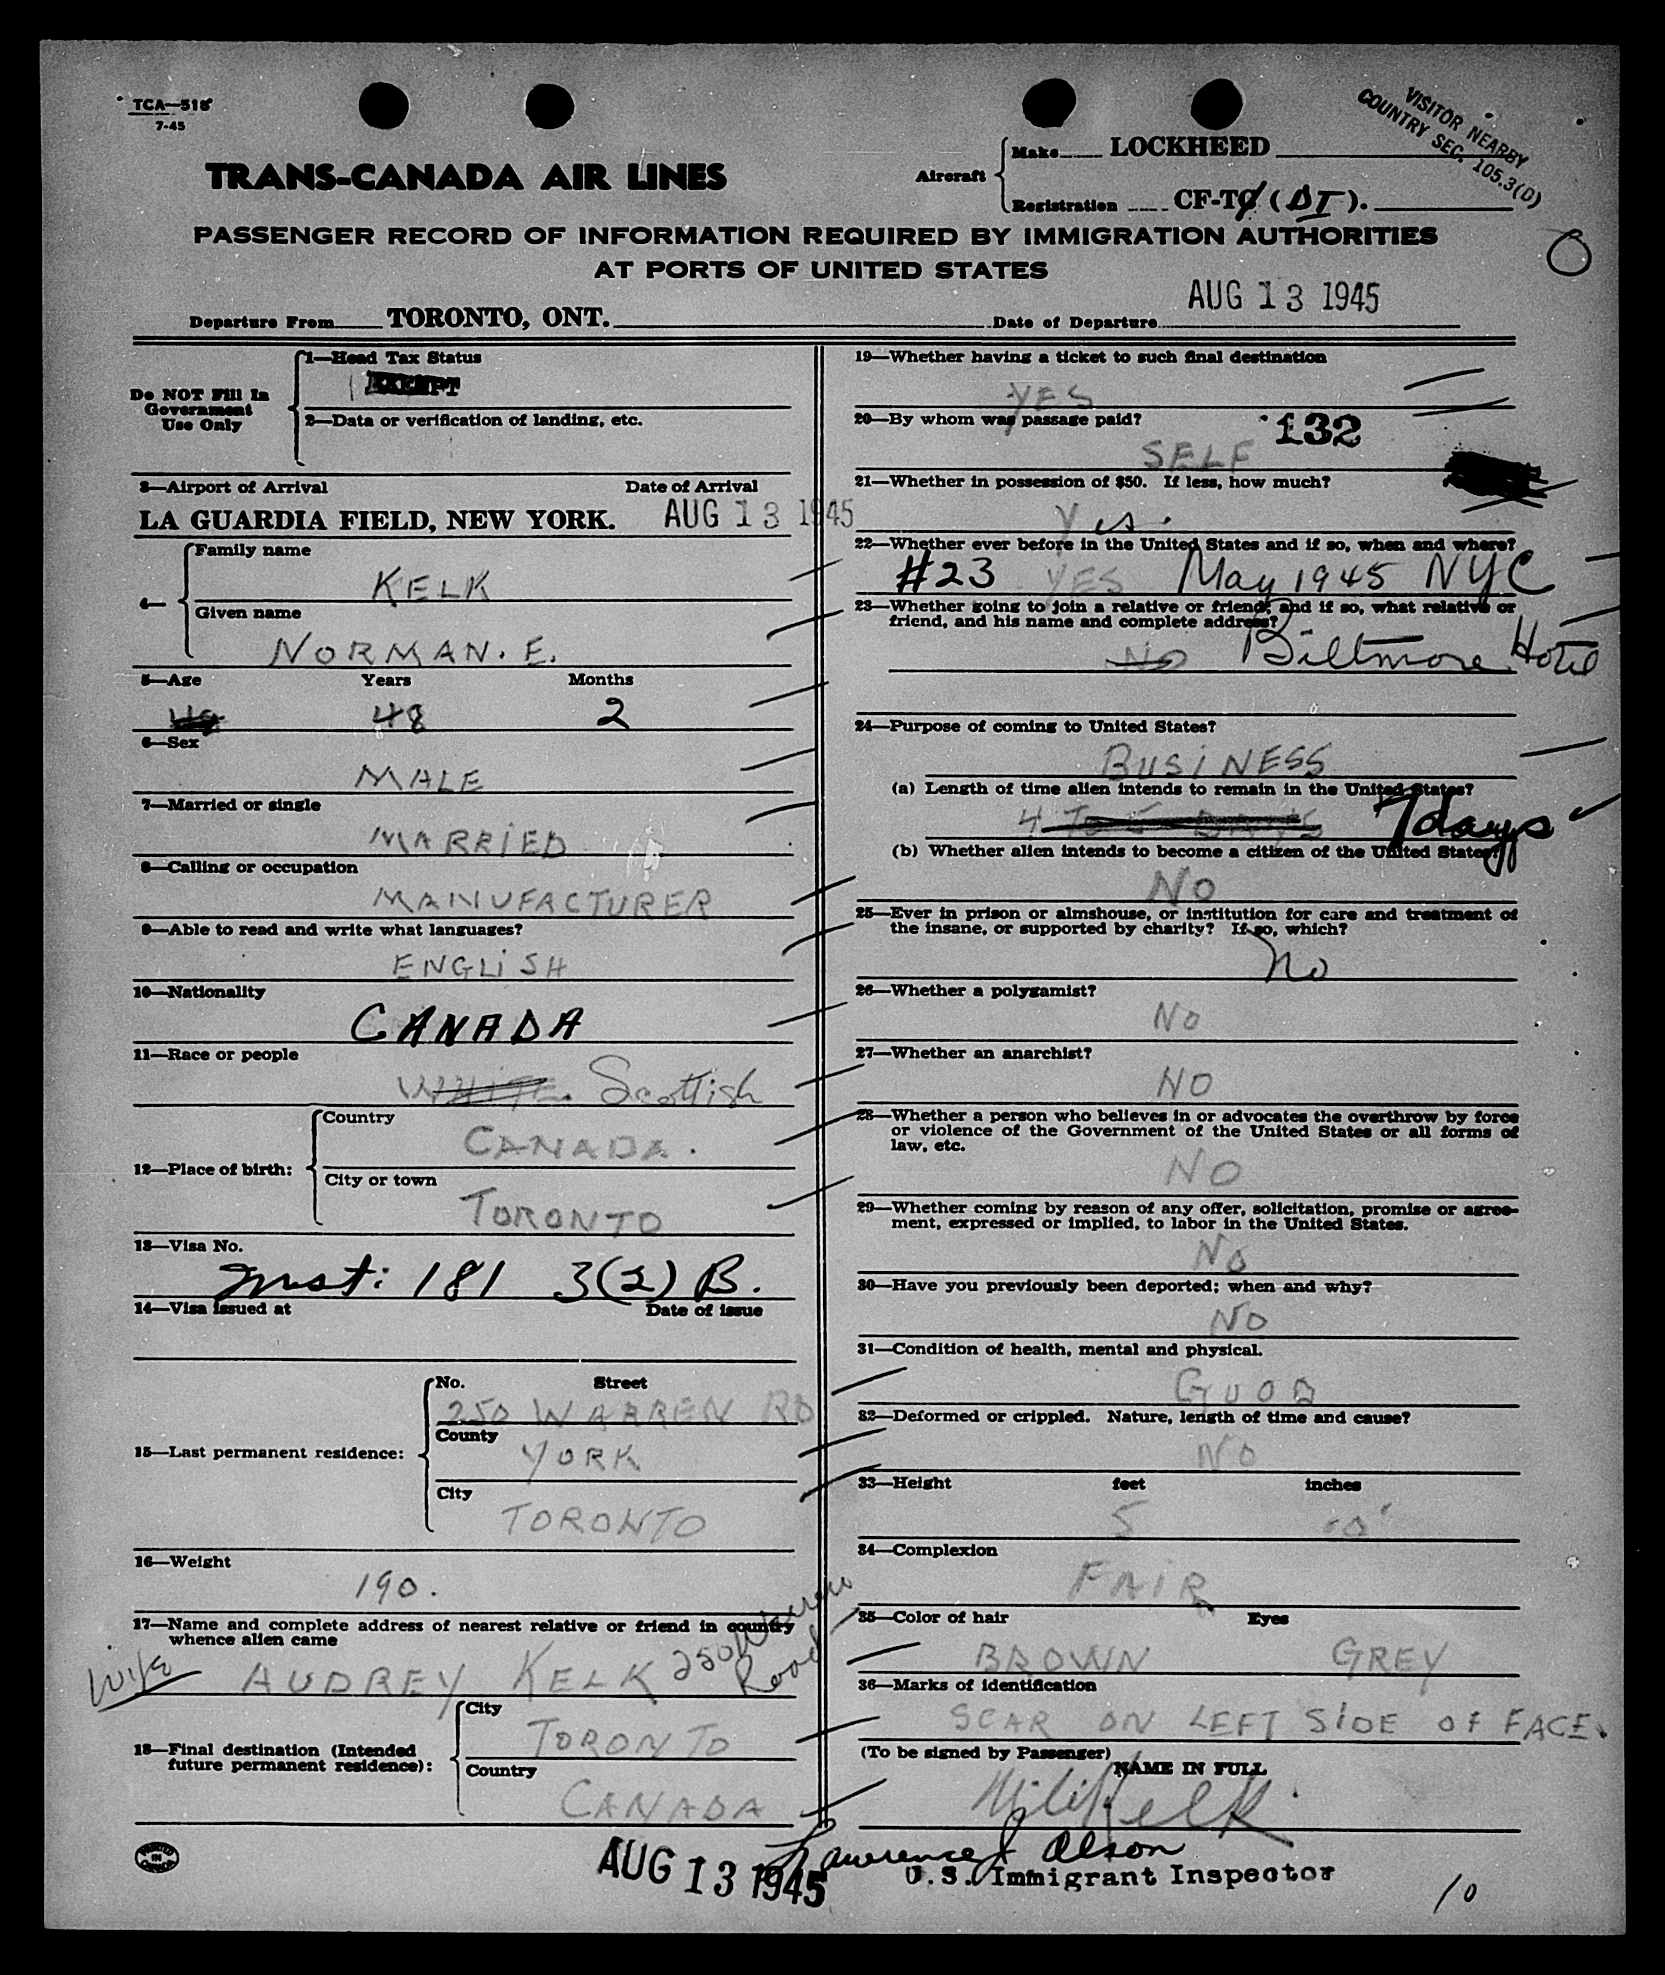 TCA—518
7-45
VISITOR NEARBY
COUNTRY SEC. 105.3(D)
TRANS-CANADA AIR LINES
Aircraft
Make LOCKHEED
Registration CF-TC (DI).
PASSENGER RECORD OF INFORMATION REQUIRED BY IMMIGRATION AUTHORITIES
AT PORTS OF UNITED STATES
Departure From TORONTO, ONT. Date of Departure AUG 13 1945
Do NOT Fill In
Government
Use Only
1—Head Tax Status
EXEMPT
2—Data or verification of landing, etc.
3—Airport of Arrival Date of Arrival
LA GUARDIA FIELD, NEW YORK. AUG 13 1945
4—
Family name
KELK
Given name
NORMAN. E.
5—Age Years Months
48 2
6—Sex
MALE
7—Married or single
MARRIED
8—Calling or occupation
MANUFACTURER
9—Able to read and write what languages?
ENGLISH
10—Nationality
CANADA
11—Race or people
WHITE. Scottish
12—Place of birth:
Country
CANADA.
City or town
TORONTO
13—Visa No.
Inst: 181 3(2) B.
14—Visa issued at Date of issue
15—Last permanent residence:
No. Street
250 WARREN RD
County
YORK
City
TORONTO
16—Weight
190.
17—Name and complete address of nearest relative or friend in country
whence alien came
wife AUDREY KELK 250 Warren
Road
18—Final destination (Intended
future permanent residence):
City
TORONTO
Country
CANADA
19—Whether having a ticket to such final destination
YES
20—By whom was passage paid?
132
SELF
21—Whether in possession of $50. If less, how much?
Yes.
22—Whether ever before in the United States and if so, when and where?
#23 YES May 1945 NYC
23—Whether going to join a relative or friend; and if so, what relative or
friend, and his name and complete address?
NO Biltmore Hotel
24—Purpose of coming to United States?
BUSINESS
(a) Length of time alien intends to remain in the United States?
4 TO 5 DAYS 7 days
(b) Whether alien intends to become a citizen of the United States?
NO
25—Ever in prison or almshouse, or institution for care and treatment of
the insane, or supported by charity? If so, which?
No
26—Whether a polygamist?
NO
27—Whether an anarchist?
NO
28—Whether a person who believes in or advocates the overthrow by force
or violence of the Government of the United States or all forms of
law, etc.
NO
29—Whether coming by reason of any offer, solicitation, promise or agree-
ment, expressed or implied, to labor in the United States.
NO
30—Have you previously been deported; when and why?
NO
31—Condition of health, mental and physical.
GOOD
32—Deformed or crippled. Nature, length of time and cause?
NO
33—Height feet inches
5
34—Complexion
FAIR
35—Color of hair Eyes
BROWN GREY
36—Marks of identification
SCAR ON LEFT SIDE OF FACE.
(To be signed by Passenger)
NAME IN FULL
Kelk
PRINTED
IN
CANADA
AUG 13 1945
Lawrence J Olson
U.S. Immigrant Inspector
10